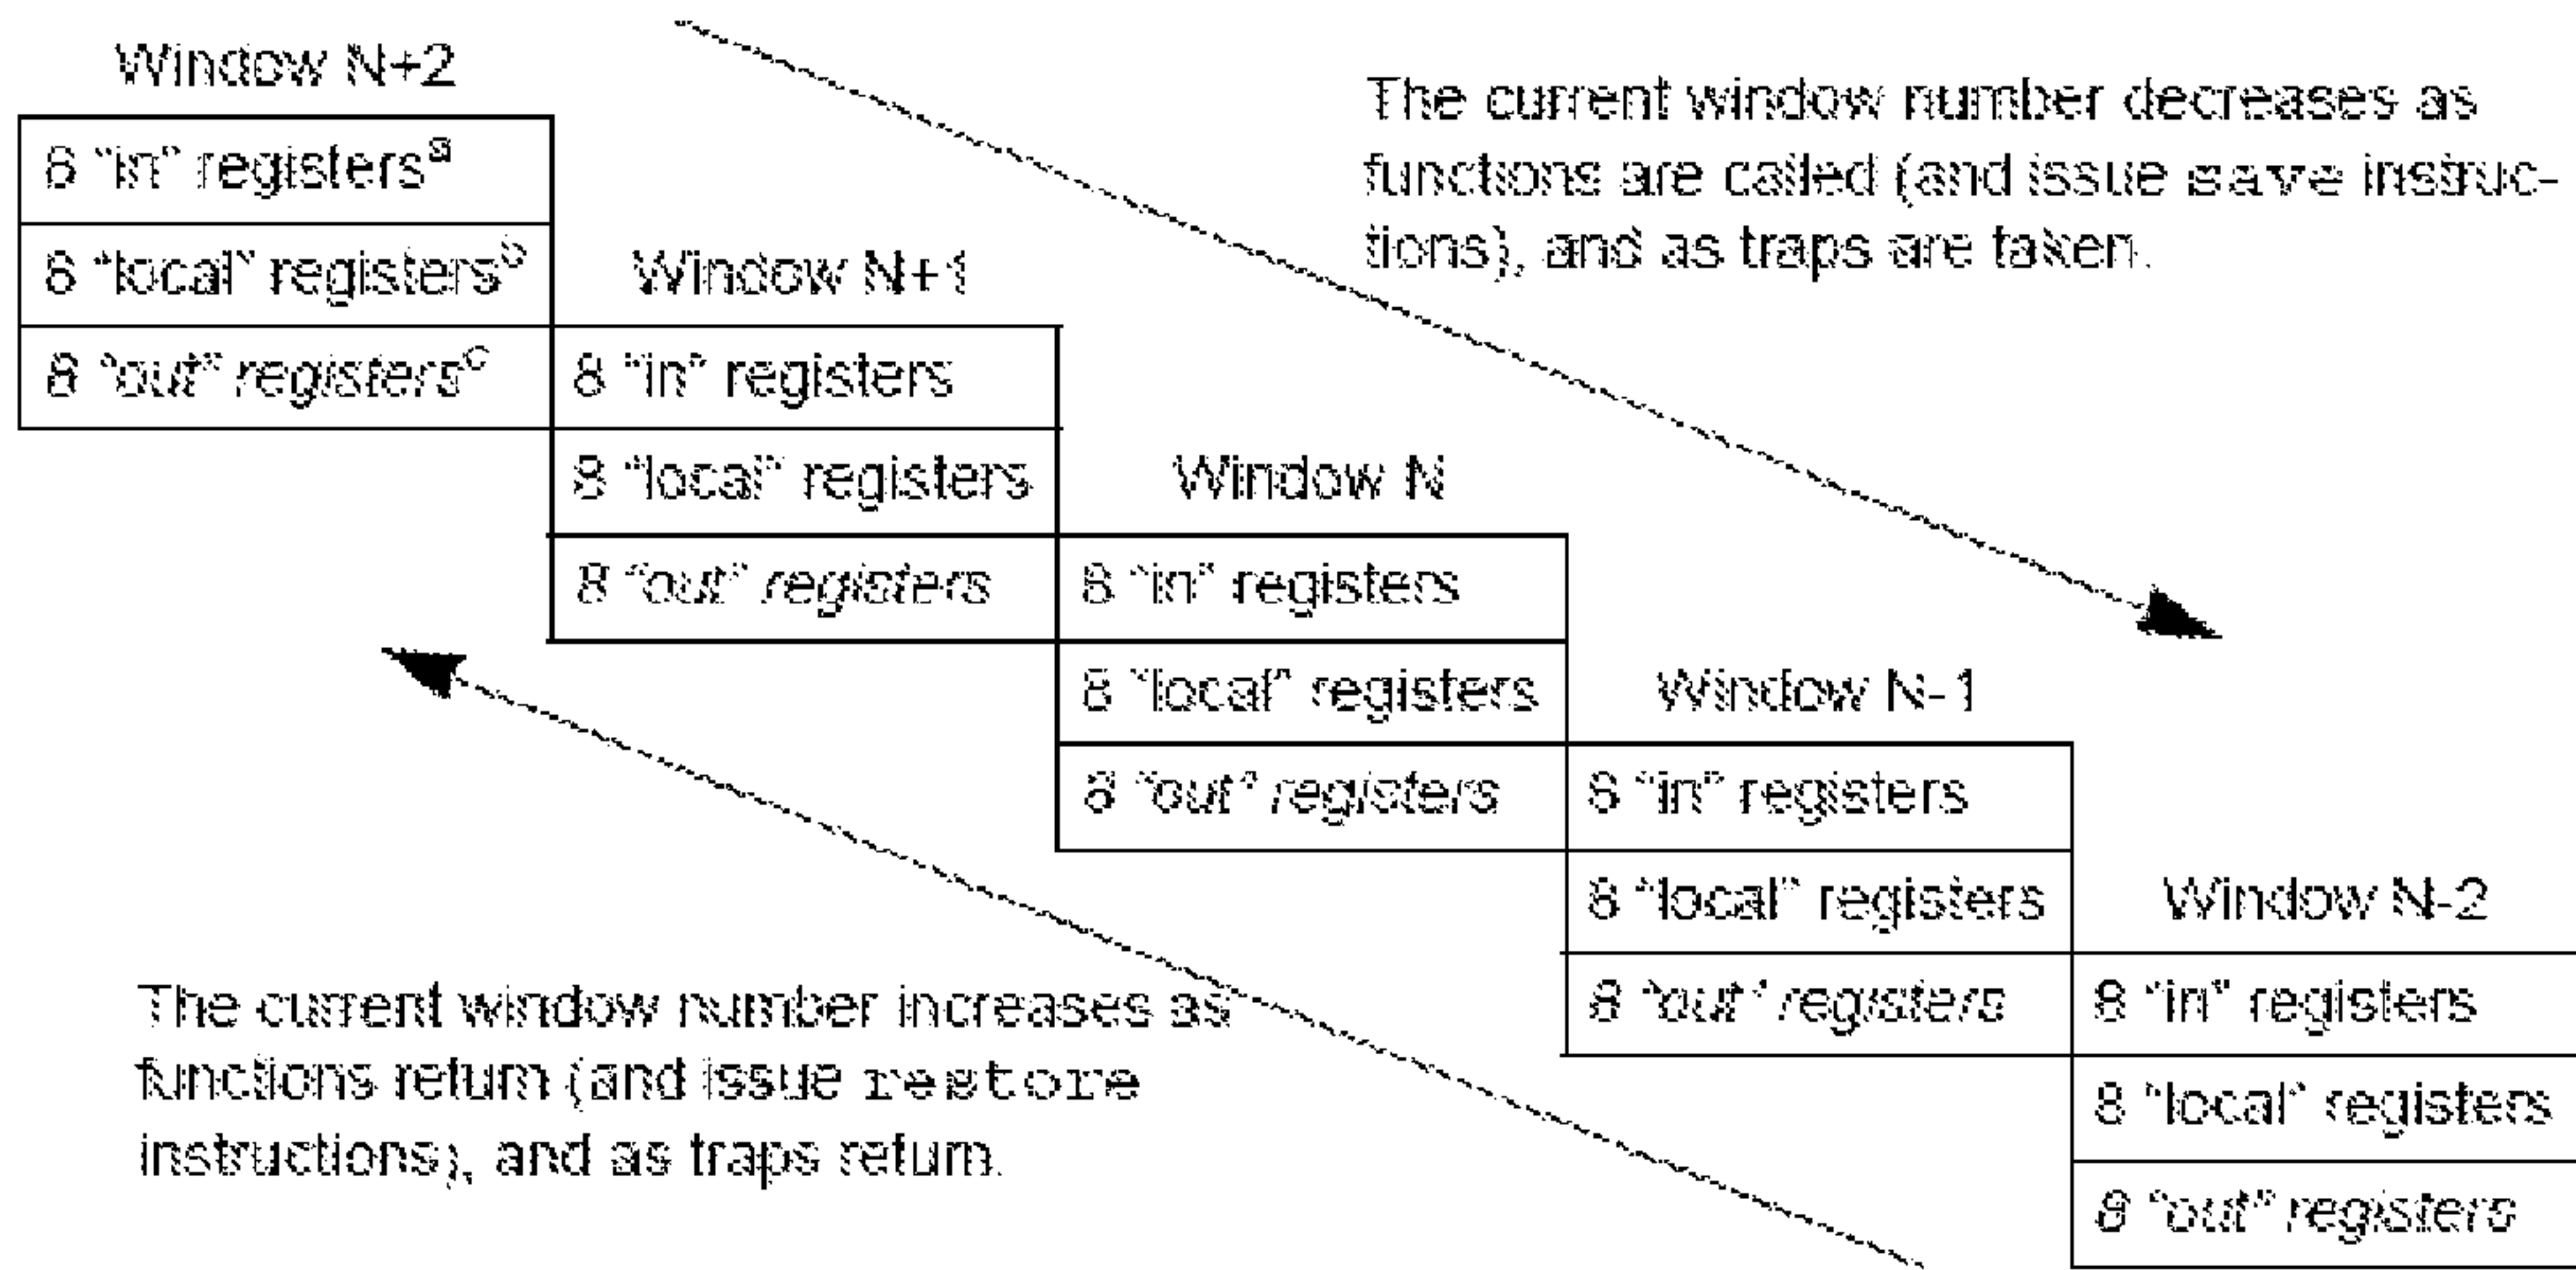 Window N+2
8 "in" registersᵃ
8 "local" registersᵇ
8 "out" registersᶜ
The current window number decreases as
functions are called (and issue save instruc-
tions), and as traps are taken.
Window N+1
8 "in" registers
8 "local" registers
8 "out" registers
Window N
8 "in" registers
8 "local" registers
8 "out" registers
Window N-1
8 "in" registers
8 "local" registers
8 "out" registers
Window N-2
8 "in" registers
8 "local" registers
8 "out" registers
The current window number increases as
functions return (and issue restore
instructions), and as traps return.